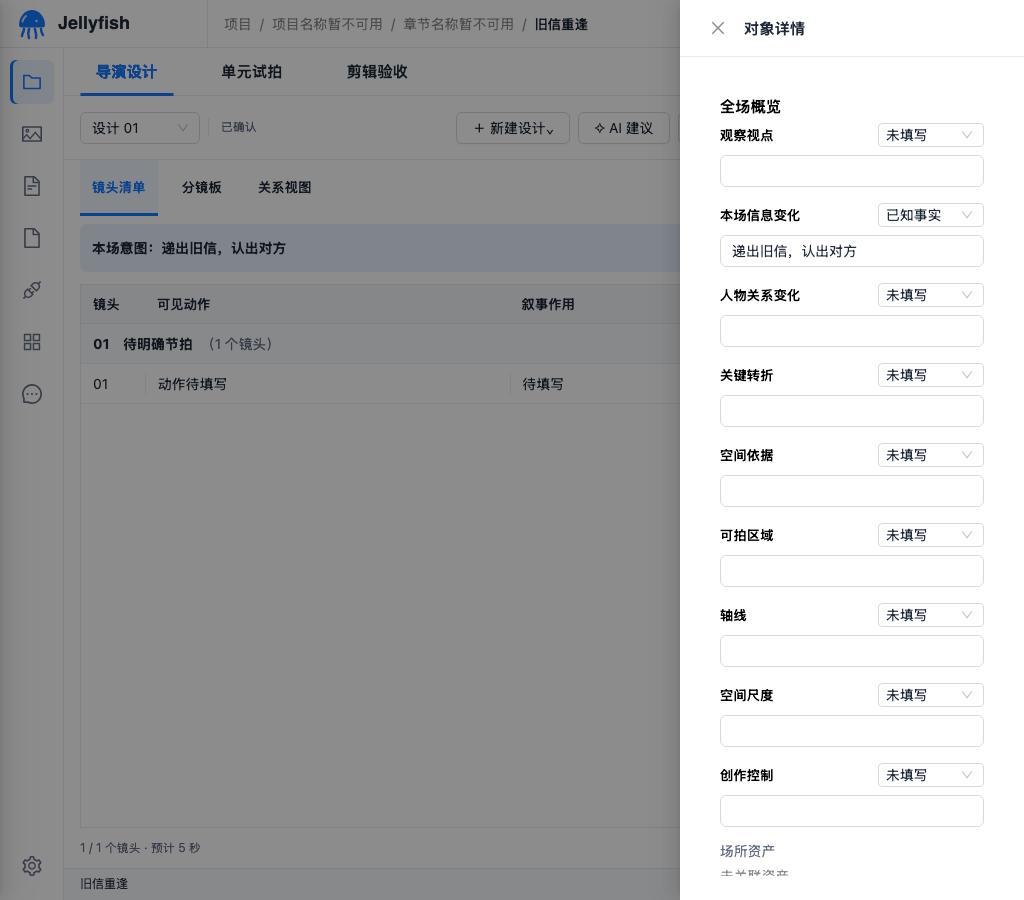 Jellyfish
项目 / 项目名称暂不可用 / 章节名称暂不可用 / 旧信重逢
导演设计 单元试拍 剪辑验收
设计 01 已确认 + 新建设计 AI 建议
镜头清单 分镜板 关系视图
本场意图：递出旧信，认出对方
镜头 可见动作 叙事作用
01 待明确节拍 （1 个镜头）
01 动作待填写 待填写
1 / 1 个镜头 · 预计 5 秒
旧信重逢
对象详情
全场概览
观察视点 未填写
本场信息变化 已知事实
递出旧信，认出对方
人物关系变化 未填写
关键转折 未填写
空间依据 未填写
可拍区域 未填写
轴线 未填写
空间尺度 未填写
创作控制 未填写
场所资产
未关联资产